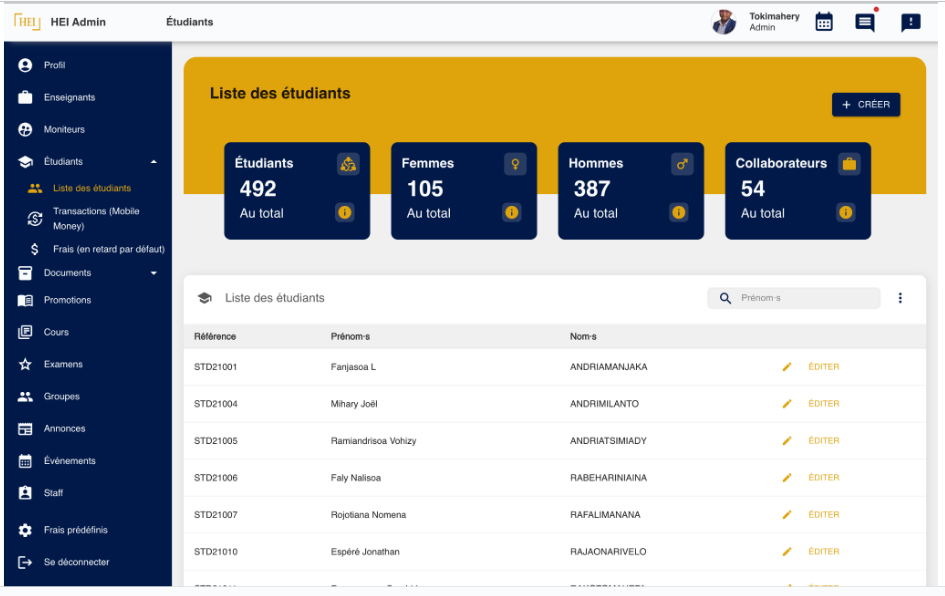 HEI
HEI Admin
Étudiants
Tokimahery
Admin
Profil
Enseignants
Moniteurs
Étudiants
Liste des étudiants
Transactions (Mobile
Money)
Frais (en retard par défaut)
Documents
Promotions
Cours
Examens
Groupes
Annonces
Événements
Staff
Frais prédéfinis
Se déconnecter
Liste des étudiants
+ CRÉER
Étudiants
492
Au total
Femmes
105
Au total
Hommes
387
Au total
Collaborateurs
54
Au total
Liste des étudiants
Prénom·s
Référence Prénom·s Nom·s
STD21001 Fanjasoa L ANDRIAMANJAKA ÉDITER
STD21004 Mihary Joël ANDRIMILANTO ÉDITER
STD21005 Ramiandrisoa Vohizy ANDRIATSIMIADY ÉDITER
STD21006 Faly Nalisoa RABEHARINIAINA ÉDITER
STD21007 Rojotiana Nomena RAFALIMANANA ÉDITER
STD21010 Espéré Jonathan RAJAONARIVELO ÉDITER